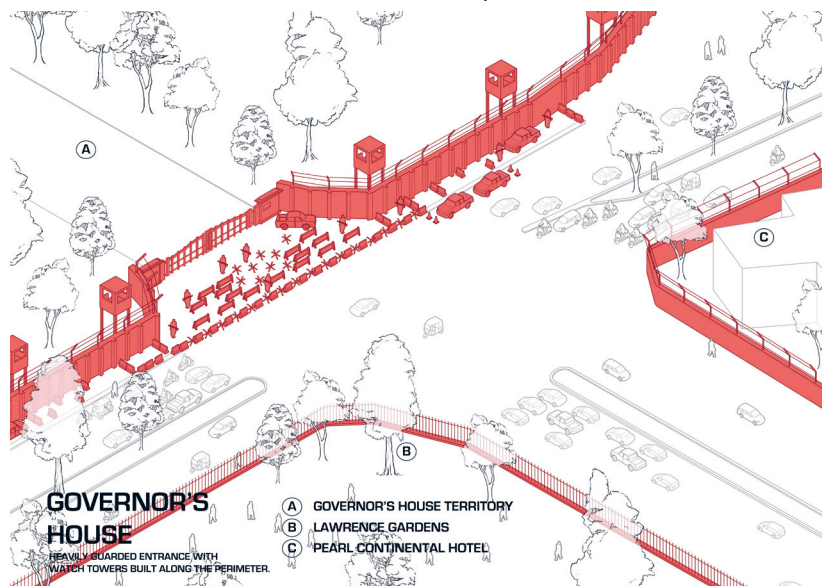 A
C
B
GOVERNOR'S
HOUSE
HEAVILY GUARDED ENTRANCE WITH
WATCH TOWERS BUILT ALONG THE PERIMETER.
A GOVERNOR'S HOUSE TERRITORY
B LAWRENCE GARDENS
C PEARL CONTINENTAL HOTEL